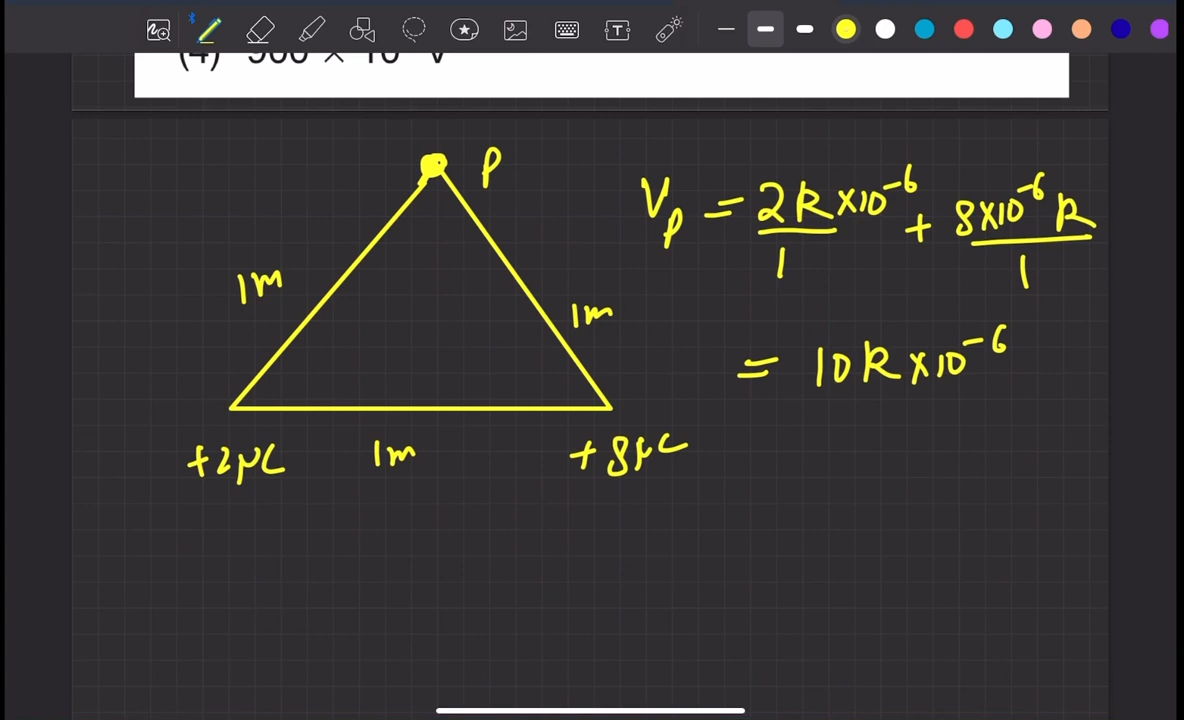 P
1m
1m
+2μC
1m
+8μC
V_P = 2k×10⁻⁶/1 + 8×10⁻⁶k/1
= 10k×10⁻⁶